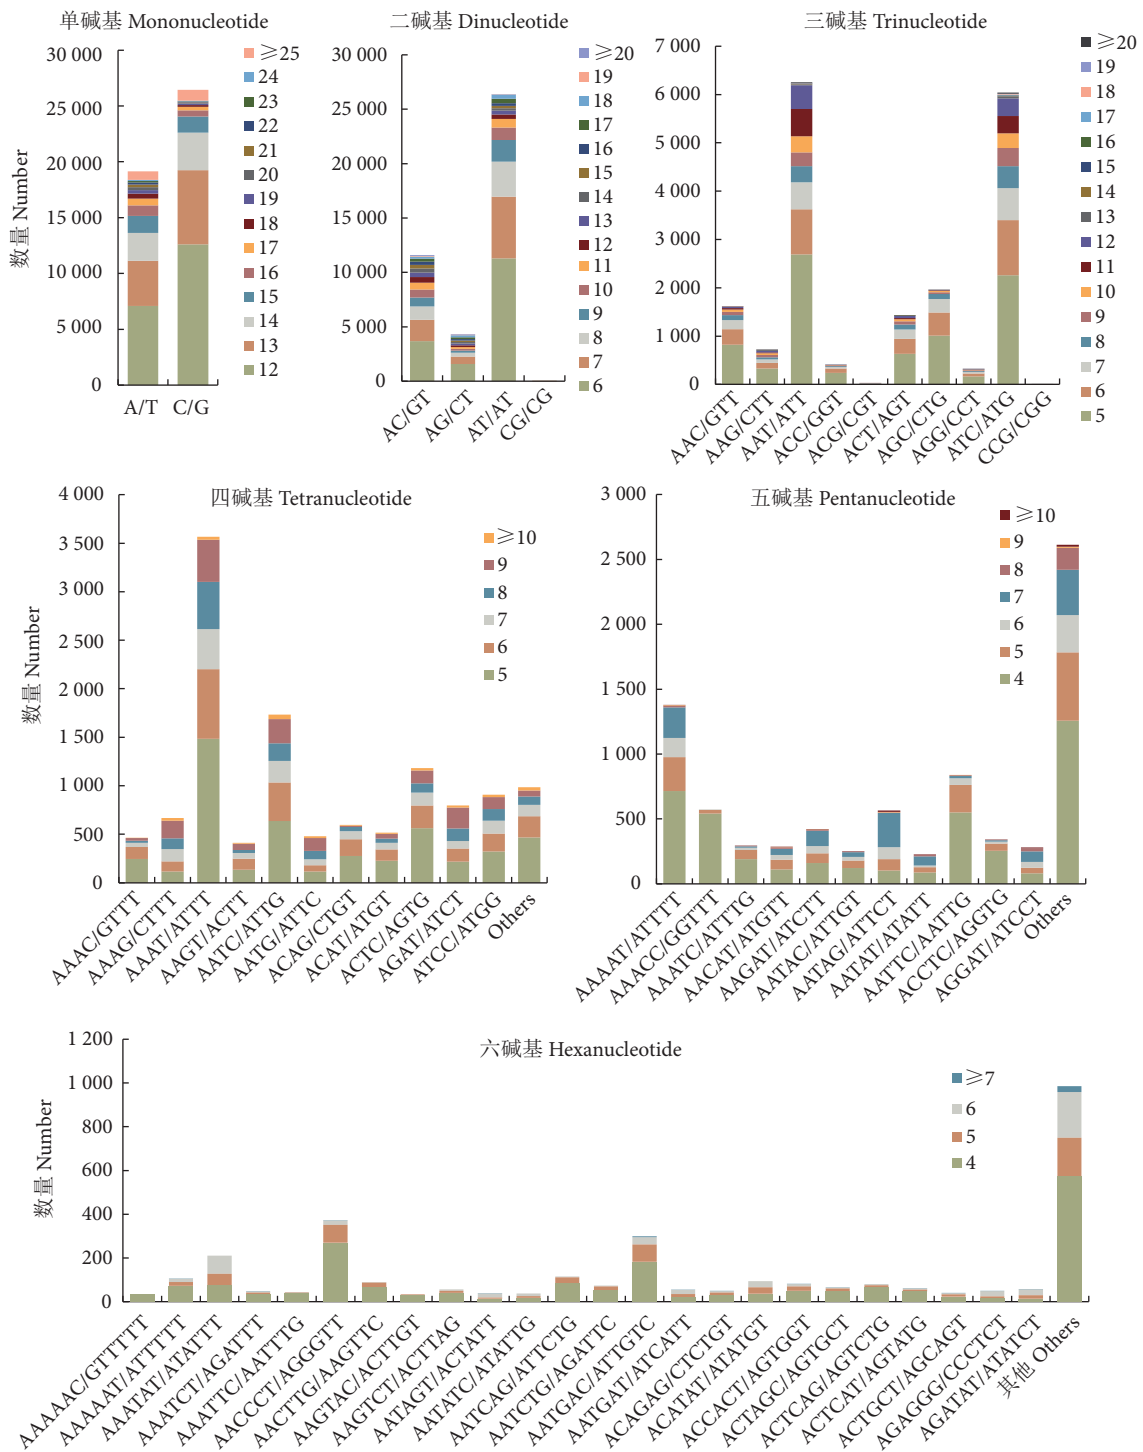 单碱基 Mononucleotide
数量 Number
30 000
25 000
20 000
15 000
10 000
5 000
0
A/T
C/G
≥25
24
23
22
21
20
19
18
17
16
15
14
13
12
二碱基 Dinucleotide
30 000
25 000
20 000
15 000
10 000
5 000
0
AC/GT
AG/CT
AT/AT
CG/CG
≥20
19
18
17
16
15
14
13
12
11
10
9
8
7
6
三碱基 Trinucleotide
7 000
6 000
5 000
4 000
3 000
2 000
1 000
0
AAC/GTT
AAG/CTT
AAT/ATT
ACC/GGT
ACG/CGT
ACT/AGT
AGC/CTG
AGG/CCT
ATC/ATG
CCG/CGG
≥20
19
18
17
16
15
14
13
12
11
10
9
8
7
6
5
四碱基 Tetranucleotide
数量 Number
4 000
3 500
3 000
2 500
2 000
1 500
1 000
500
0
AAAC/GTTT
AAAG/CTTT
AAAT/ATTT
AAGT/ACTT
AATC/ATTG
AATG/ATTC
ACAG/CTGT
ACAT/ATGT
ACTC/AGTG
AGAT/ATCT
ATCC/ATGG
Others
≥10
9
8
7
6
5
五碱基 Pentanucleotide
3 000
2 500
2 000
1 500
1 000
500
0
AAAAT/ATTTT
AAACC/GGTTT
AAATC/ATTTG
AACAT/ATGTT
AAGAT/ATCTT
AATAC/ATTGT
AATAG/ATTCT
AATAT/ATATT
AATTC/AATTG
ACCTC/AGGTG
AGGAT/ATCCT
Others
≥10
9
8
7
6
5
4
六碱基 Hexanucleotide
数量 Number
1 200
1 000
800
600
400
200
0
AAAAAC/GTTTTT
AAAAAT/ATTTTT
AAATAT/ATATTT
AATCT/AGATTT
AAATTC/AATTTG
AACCCT/AGGGTT
AACTTG/AAGTTC
AAGTAC/ACTTGT
AAGTCT/ACTTAG
AATAGT/ACTATT
AATATC/ATATTG
AATCAG/ATTCTG
AATCTG/AGATTC
AATGAC/ATTGTC
AATGAT/ATCATT
ACAGAG/CTCTGT
ACATAT/ATATGT
ACCACT/AGTGGT
ACTAGC/AGTGCT
ACTCAG/AGTCTG
ACTCAT/AGTATG
ACTGCT/AGCAGT
AGAGGG/CCCTCT
AGATAT/ATATCT
其他 Others
≥7
6
5
4